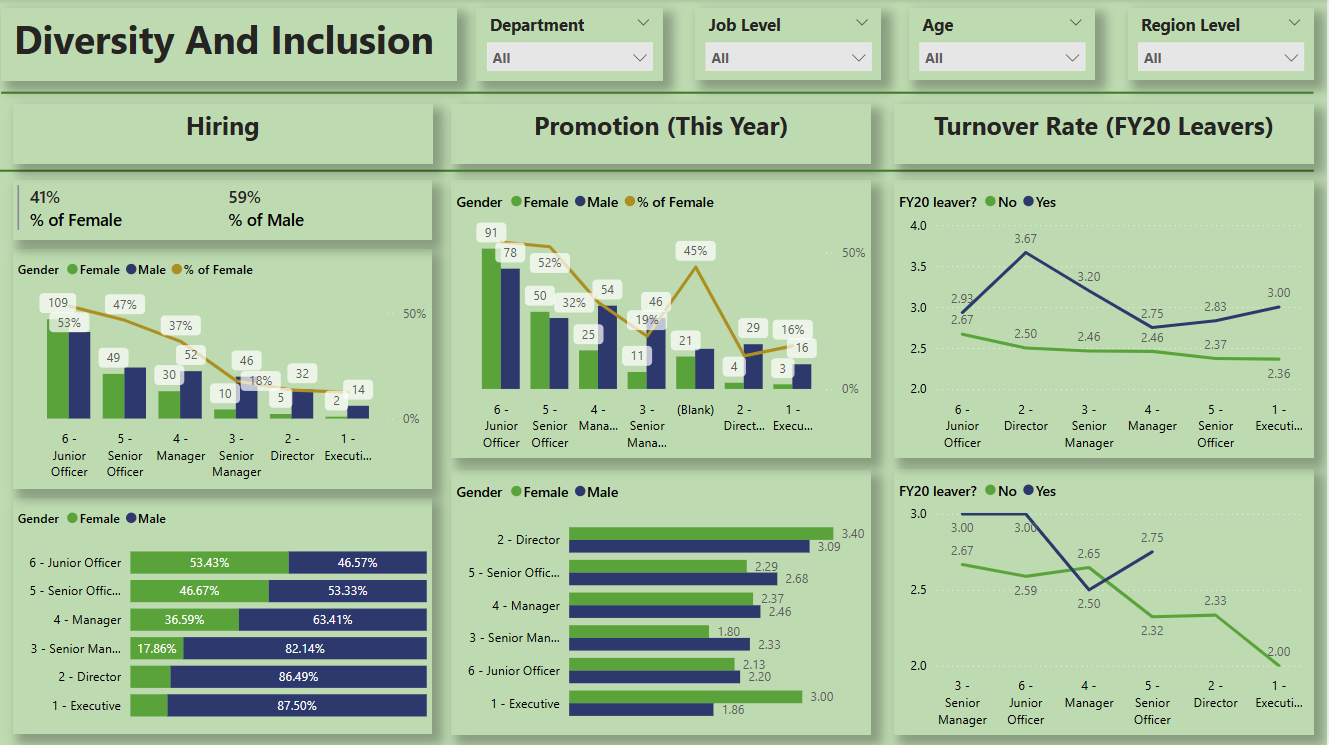 Diversity And Inclusion
Department
All
Job Level
All
Age
All
Region Level
All
Hiring
Promotion (This Year)
Turnover Rate (FY20 Leavers)
41%
% of Female
59%
% of Male
Gender Female Male % of Female
109
53%
49
47%
30
37%
52
10
46
18%
5
32
2
14
50%
0%
6 - Junior Officer
5 - Senior Officer
4 - Manager
3 - Senior Manager
2 - Director
1 - Executi...
Gender Female Male
6 - Junior Officer 53.43% 46.57%
5 - Senior Offic... 46.67% 53.33%
4 - Manager 36.59% 63.41%
3 - Senior Man... 17.86% 82.14%
2 - Director 86.49%
1 - Executive 87.50%
Gender Female Male % of Female
91
78
50
52%
25
32%
54
11
19%
46
21
45%
4
29
3
16%
16
50%
0%
6 - Junior Officer
5 - Senior Officer
4 - Mana...
3 - Senior Mana...
(Blank)
2 - Direct...
1 - Execu...
Gender Female Male
2 - Director 3.40
3.09
5 - Senior Offic... 2.29
2.68
4 - Manager 2.37
2.46
3 - Senior Man... 1.80
2.33
6 - Junior Officer 2.13
2.20
1 - Executive 3.00
1.86
FY20 leaver? No Yes
4.0
3.5
3.0
2.5
2.0
2.93
2.67
3.67
2.50
3.20
2.46
2.75
2.46
2.83
2.37
3.00
2.36
6 - Junior Officer
2 - Director
3 - Senior Manager
4 - Manager
5 - Senior Officer
1 - Executi...
FY20 leaver? No Yes
3.0
2.5
2.0
3.00
2.67
3.00
2.59
2.65
2.50
2.75
2.32
2.33
2.00
3 - Senior Manager
6 - Junior Officer
4 - Manager
5 - Senior Officer
2 - Director
1 - Executi...